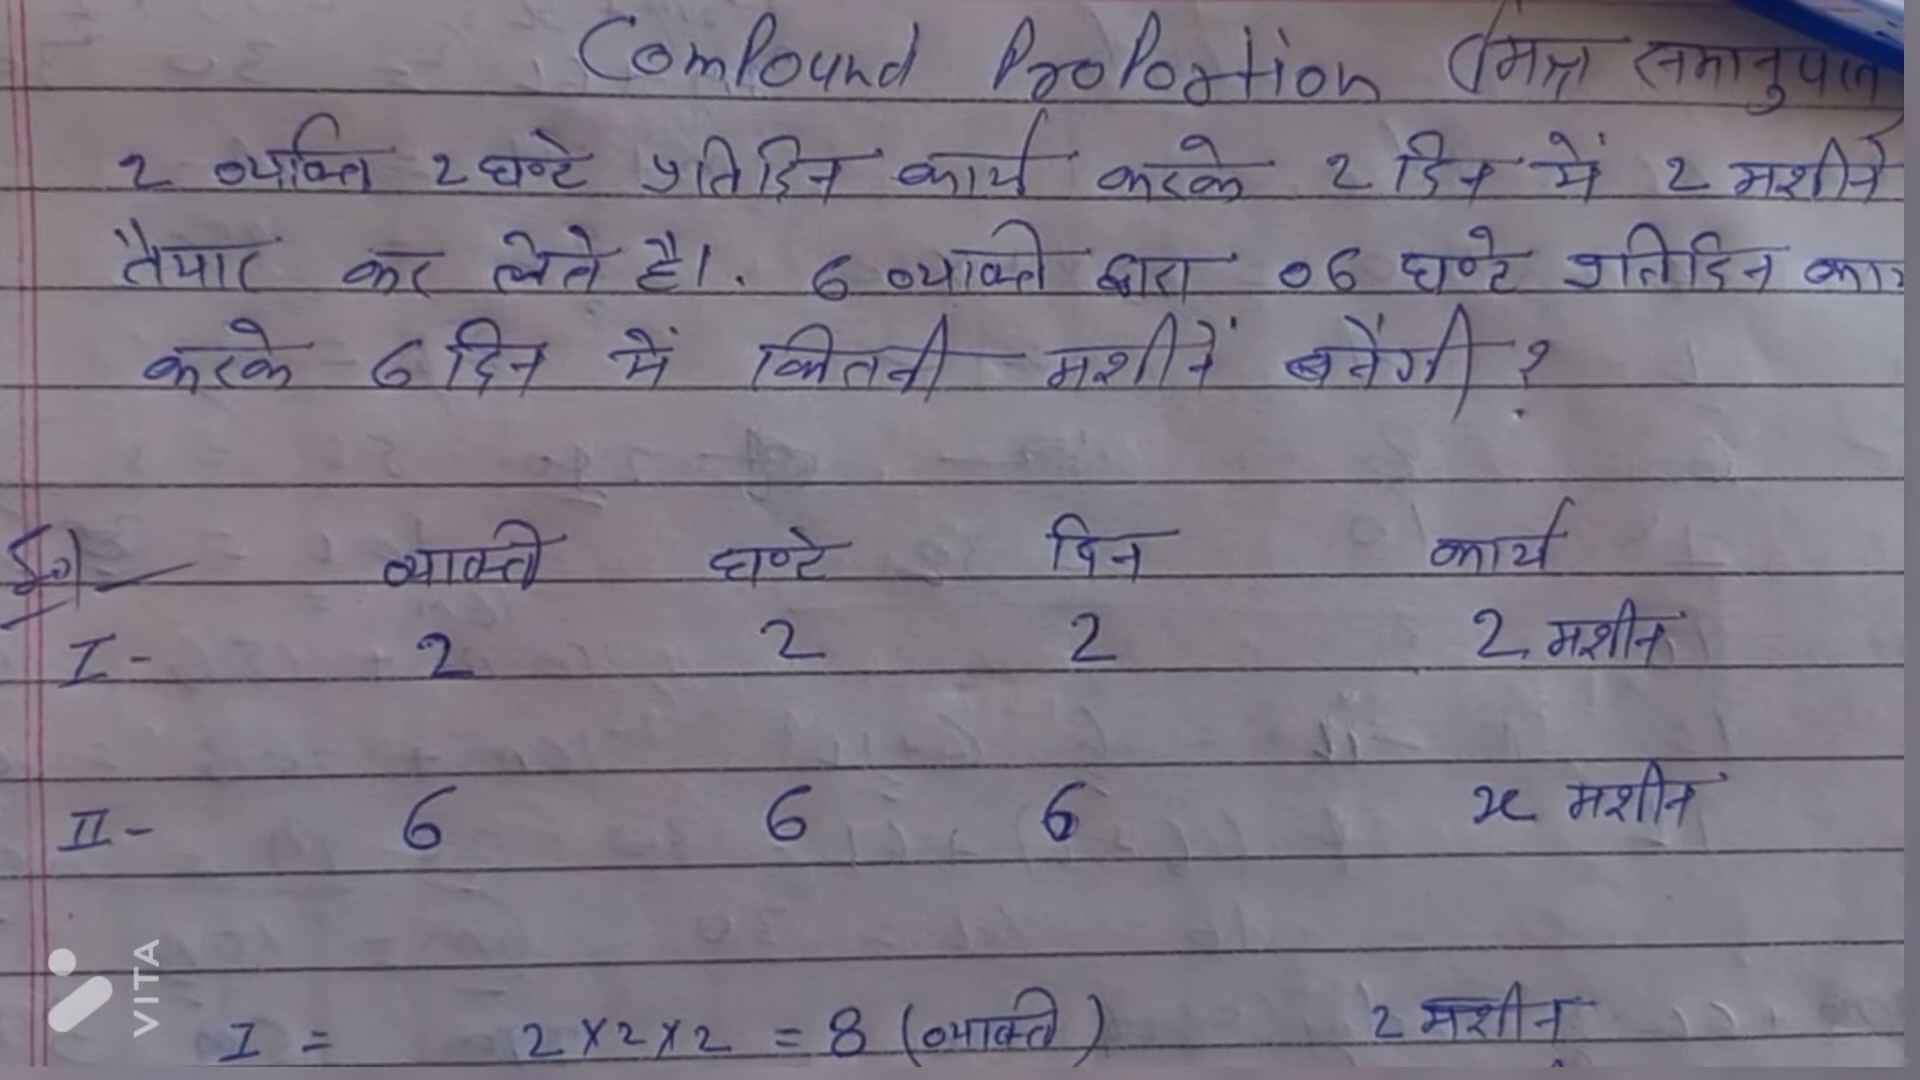 Compound Proportion (मिश्र समानुपात
2 व्यक्ति 2 घण्टे प्रतिदिन कार्य करके 2 दिन में 2 मशीने
तैयार कर लेते है। . 6 व्यक्ति द्वारा 06 घण्टे प्रतिदिन
करके 6 दिन में कितनी मशीनें बनेंगी ?
व्यक्ति घण्टे दिन कार्य
I - 2 2 2 2 मशीन
II - 6 6 6 x मशीन
I = 2 x 2 x 2 = 8 (व्यक्ति) 2 मशीन
VITA